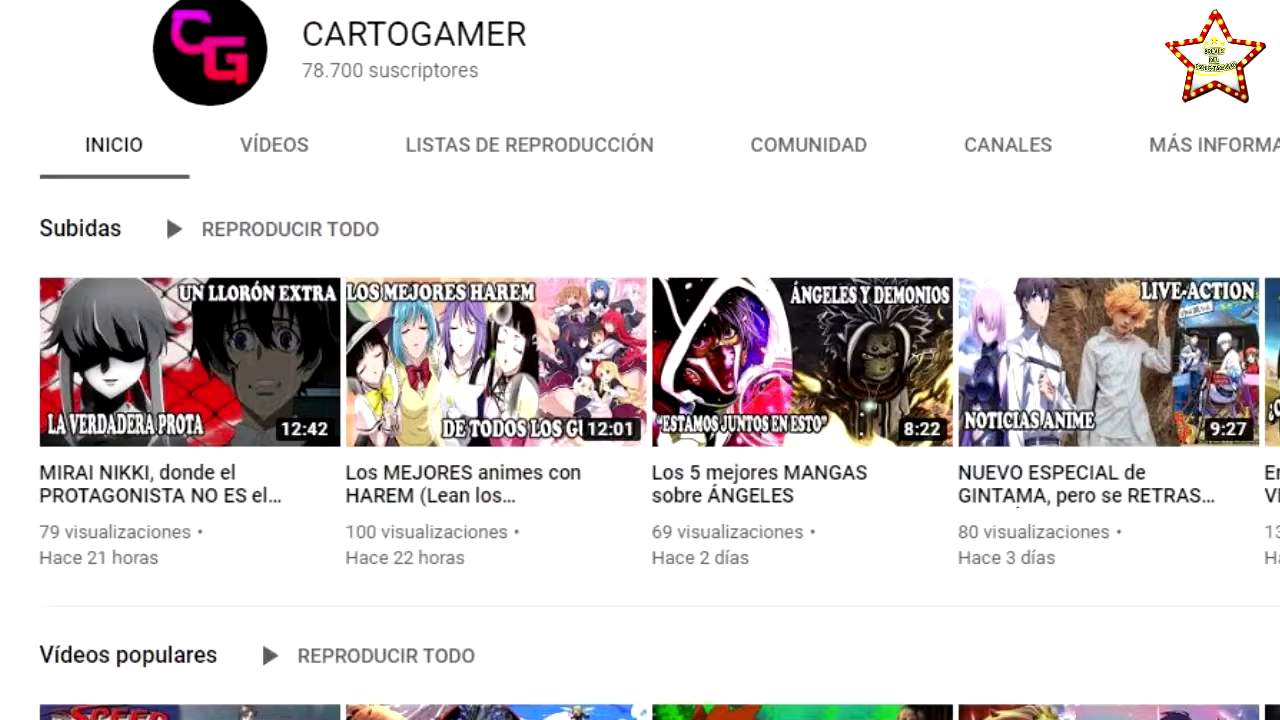 CG
CARTOGAMER
78.700 suscriptores
INICIO
VÍDEOS
LISTAS DE REPRODUCCIÓN
COMUNIDAD
CANALES
MÁS INFORMA
Subidas
REPRODUCIR TODO
UN LLORÓN EXTRA
LA VERDADERA PROTA
12:42
LOS MEJORES HAREM
DE TODOS LOS
12:01
ÁNGELES Y DEMONIOS
"ESTAMOS JUNTOS EN ESTO"
8:22
LIVE-ACTION
NOTICIAS ANIME
9:27
MIRAI NIKKI, donde el
PROTAGONISTA NO ES el...
79 visualizaciones •
Hace 21 horas
Los MEJORES animes con
HAREM (Lean los...
100 visualizaciones •
Hace 22 horas
Los 5 mejores MANGAS
sobre ÁNGELES
69 visualizaciones •
Hace 2 días
NUEVO ESPECIAL de
GINTAMA, pero se RETRAS...
80 visualizaciones •
Hace 3 días
Vídeos populares
REPRODUCIR TODO
SPEED